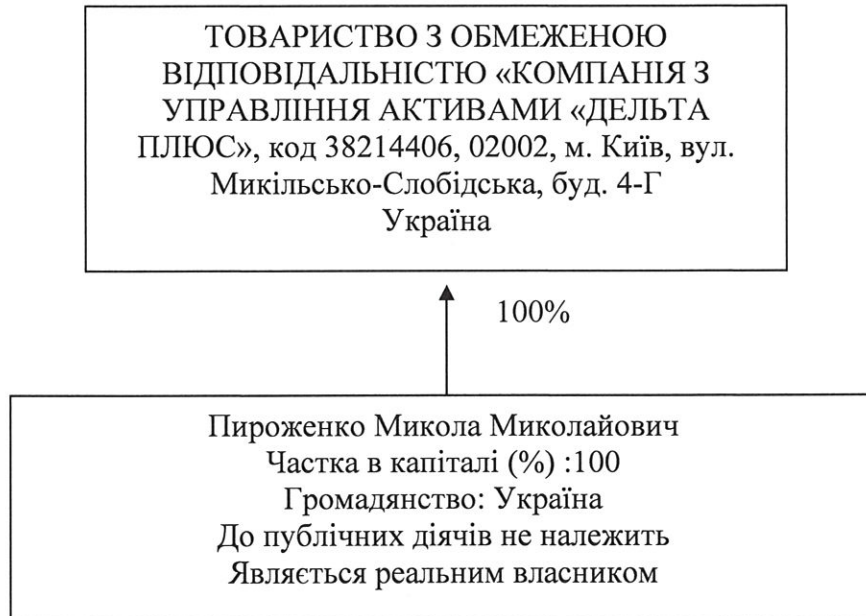 ТОВАРИСТВО З ОБМЕЖЕНОЮ
ВІДПОВІДАЛЬНІСТЮ «КОМПАНІЯ З
УПРАВЛІННЯ АКТИВАМИ «ДЕЛЬТА
ПЛЮС», код 38214406, 02002, м. Київ, вул.
Микільсько-Слобідська, буд. 4-Г
Україна
100%
Пироженко Микола Миколайович
Частка в капіталі (%) :100
Громадянство: Україна
До публічних діячів не належить
Являється реальним власником